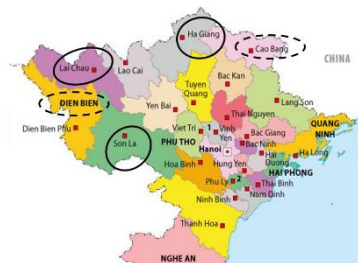 Ha Giang
Cao Bang
CHINA
Lai Chau
Lao Cai
Bac Kan
Tuyen
Quang
DIEN BIEN
Yen Bai
Thai Nguyen
Lang Son
Dien Bien Phu
Viet Tri
1
Vinh
Yen
Bac Giang
QUANG
NINH
Son La
PHU THO
Hanoi
Bac Ninh
Ha Long
Hai
Duong
Hoa Binh
Hung Yen
HAI PHONG
Phu Ly
2
Thai Binh
Nam Dinh
Ninh Binh
Thanh Hoa
NGHE AN